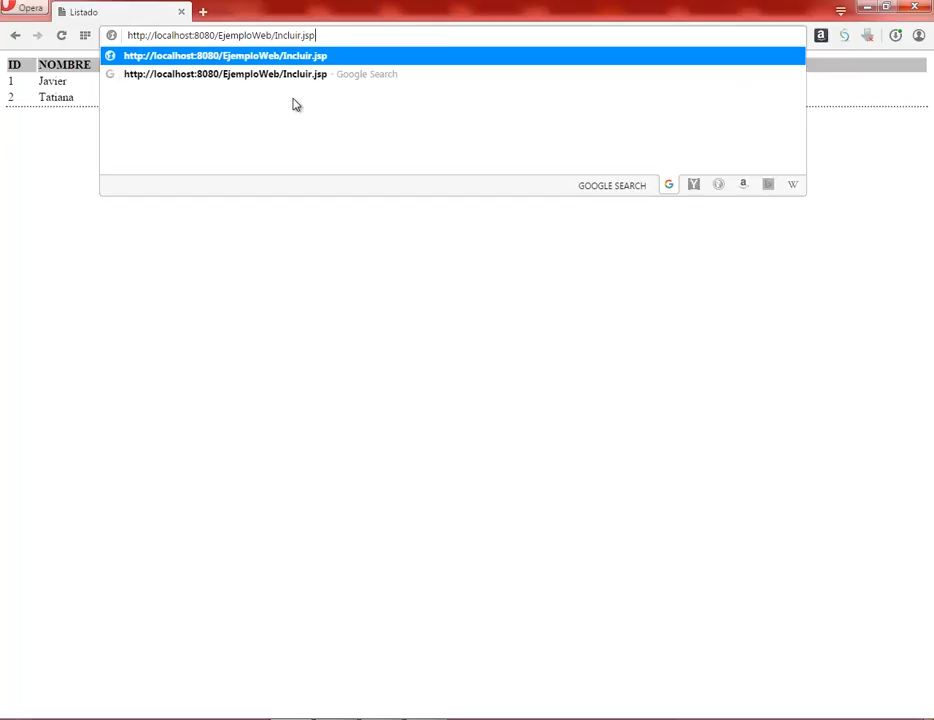 Opera
Listado
http://localhost:8080/EjemploWeb/Incluir.jsp
http://localhost:8080/EjemploWeb/Incluir.jsp
http://localhost:8080/EjemploWeb/Incluir.jsp - Google Search
ID NOMBRE
1 Javier
2 Tatiana
GOOGLE SEARCH